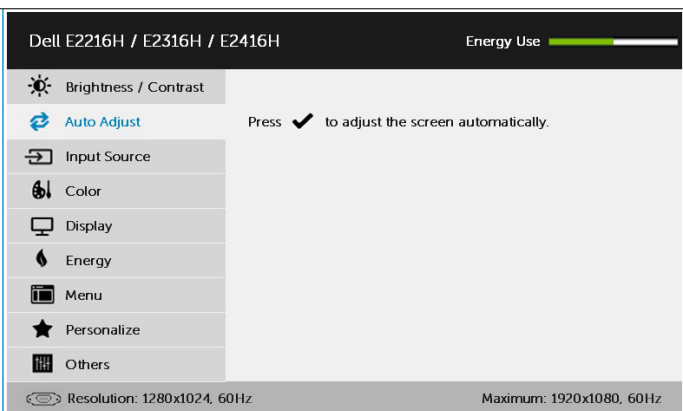 Dell E2216H / E2316H / E2416H Energy Use
Brightness / Contrast
Auto Adjust Press ✔ to adjust the screen automatically.
Input Source
Color
Display
Energy
Menu
Personalize
Others
Resolution: 1280x1024, 60Hz Maximum: 1920x1080, 60Hz